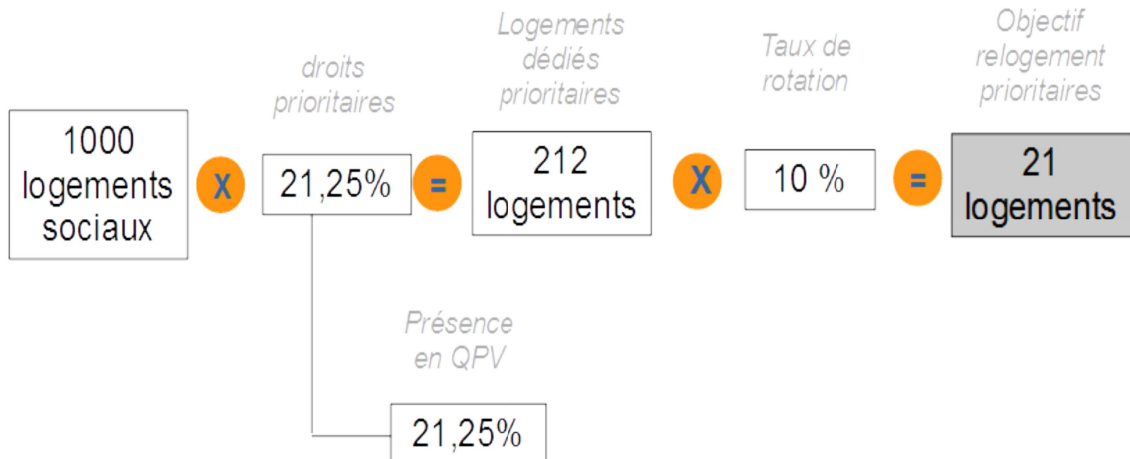 droits
prioritaires
Logements
dédiés
prioritaires
Taux de
rotation
Objectif
relogement
prioritaires
1000
logements
sociaux
X
21,25%
=
212
logements
X
10 %
=
21
logements
Présence
en QPV
21,25%